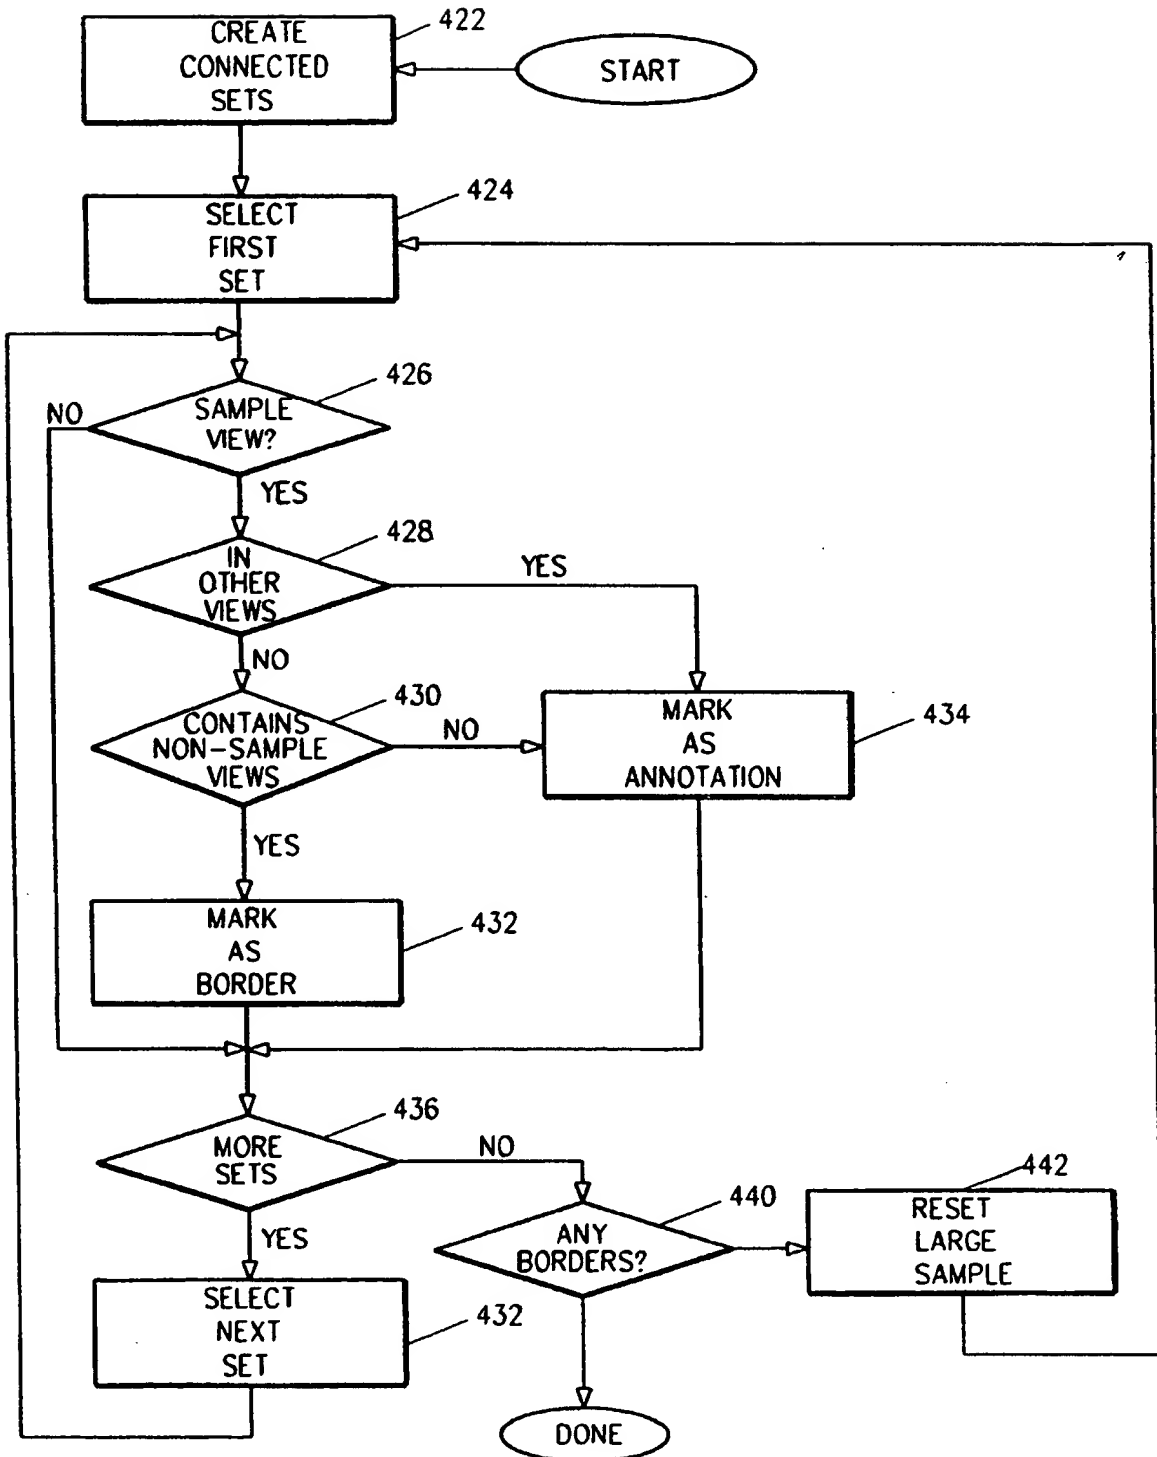 CREATE
CONNECTED
SETS
422
START
SELECT
FIRST
SET
424
SAMPLE
VIEW?
426
NO
YES
IN
OTHER
VIEWS
428
YES
NO
CONTAINS
NON-SAMPLE
VIEWS
430
NO
MARK
AS
ANNOTATION
434
YES
MARK
AS
BORDER
432
MORE
SETS
436
NO
YES
ANY
BORDERS?
440
RESET
LARGE
SAMPLE
442
SELECT
NEXT
SET
432
DONE